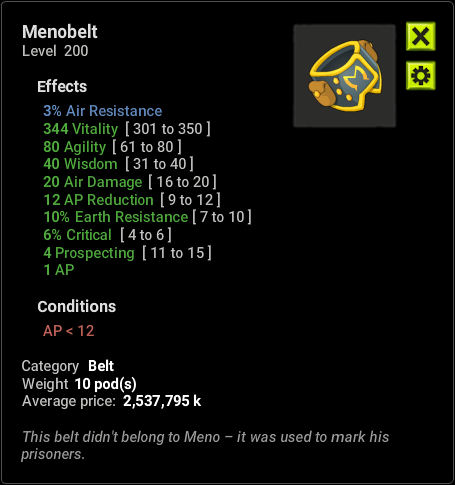 Menobelt
Level 200
Effects
3% Air Resistance
344 Vitality [ 301 to 350 ]
80 Agility [ 61 to 80 ]
40 Wisdom [ 31 to 40 ]
20 Air Damage [ 16 to 20 ]
12 AP Reduction [ 9 to 12 ]
10% Earth Resistance [ 7 to 10 ]
6% Critical [ 4 to 6 ]
4 Prospecting [ 11 to 15 ]
1 AP
Conditions
AP < 12
Category Belt
Weight 10 pod(s)
Average price: 2,537,795 k
This belt didn't belong to Meno – it was used to mark his
prisoners.